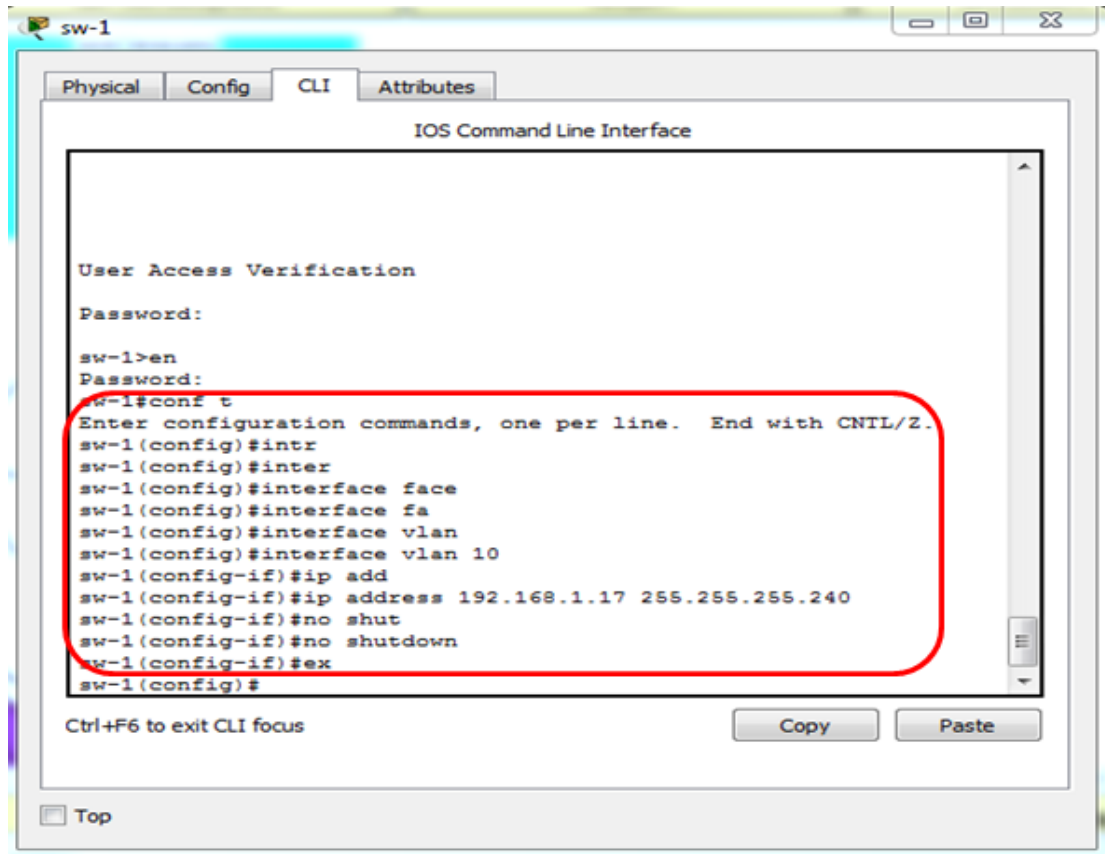 sw-1
Physical Config CLI Attributes
IOS Command Line Interface
User Access Verification
Password:
sw-1>en
Password:
sw-1#conf t
Enter configuration commands, one per line.  End with CNTL/Z.
sw-1(config)#intr
sw-1(config)#inter
sw-1(config)#interface face
sw-1(config)#interface fa
sw-1(config)#interface vlan
sw-1(config)#interface vlan 10
sw-1(config-if)#ip add
sw-1(config-if)#ip address 192.168.1.17 255.255.255.240
sw-1(config-if)#no shut
sw-1(config-if)#no shutdown
sw-1(config-if)#ex
sw-1(config)#
Ctrl+F6 to exit CLI focus Copy Paste
Top